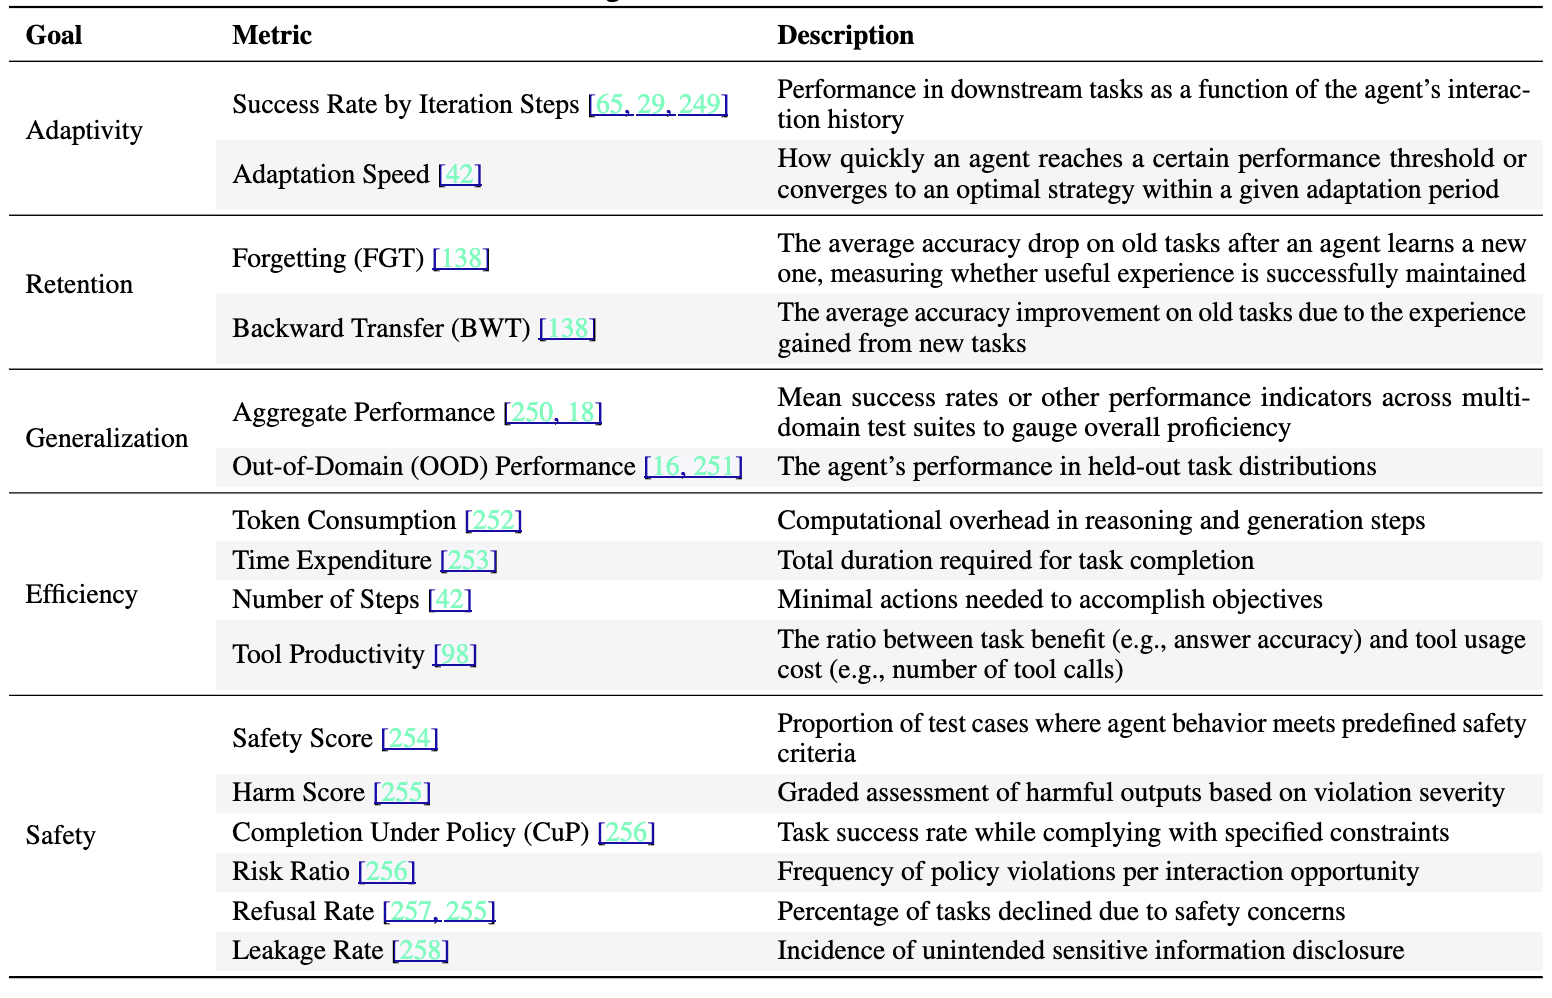 Goal Metric Description
Adaptivity
Success Rate by Iteration Steps [65, 29, 249]
Performance in downstream tasks as a function of the agent’s interac-
tion history
Adaptation Speed [42]
How quickly an agent reaches a certain performance threshold or
converges to an optimal strategy within a given adaptation period
Retention
Forgetting (FGT) [138]
The average accuracy drop on old tasks after an agent learns a new
one, measuring whether useful experience is successfully maintained
Backward Transfer (BWT) [138]
The average accuracy improvement on old tasks due to the experience
gained from new tasks
Generalization
Aggregate Performance [250, 18]
Mean success rates or other performance indicators across multi-
domain test suites to gauge overall proficiency
Out-of-Domain (OOD) Performance [16, 251] The agent’s performance in held-out task distributions
Efficiency
Token Consumption [252] Computational overhead in reasoning and generation steps
Time Expenditure [253] Total duration required for task completion
Number of Steps [42] Minimal actions needed to accomplish objectives
Tool Productivity [98]
The ratio between task benefit (e.g., answer accuracy) and tool usage
cost (e.g., number of tool calls)
Safety
Safety Score [254]
Proportion of test cases where agent behavior meets predefined safety
criteria
Harm Score [255] Graded assessment of harmful outputs based on violation severity
Completion Under Policy (CuP) [256] Task success rate while complying with specified constraints
Risk Ratio [256] Frequency of policy violations per interaction opportunity
Refusal Rate [257, 255] Percentage of tasks declined due to safety concerns
Leakage Rate [258] Incidence of unintended sensitive information disclosure